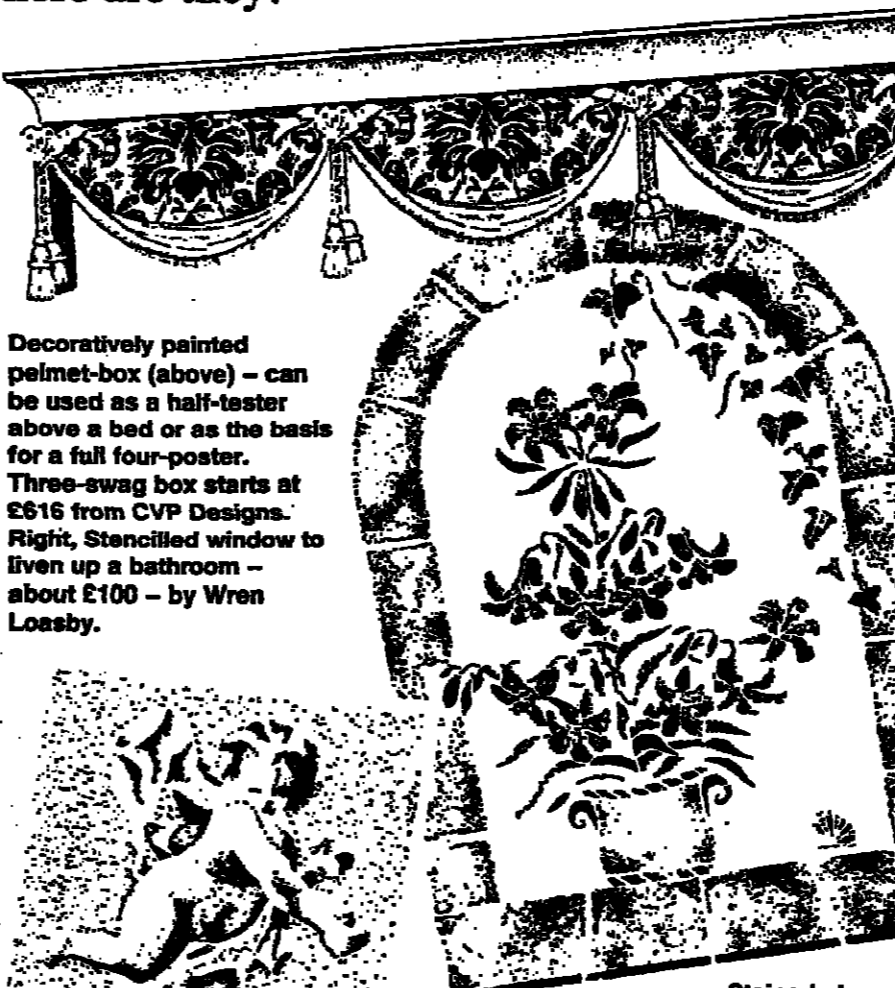 are they?
Decoratively painted
pelmet-box (above) – can
be used as a half-tester
above a bed or as the basis
for a full four-poster.
Three-swag box starts at
£616 from CVP Designs.
Right, Stencilled window to
liven up a bathroom –
about £100 – by Wren
Loasby.